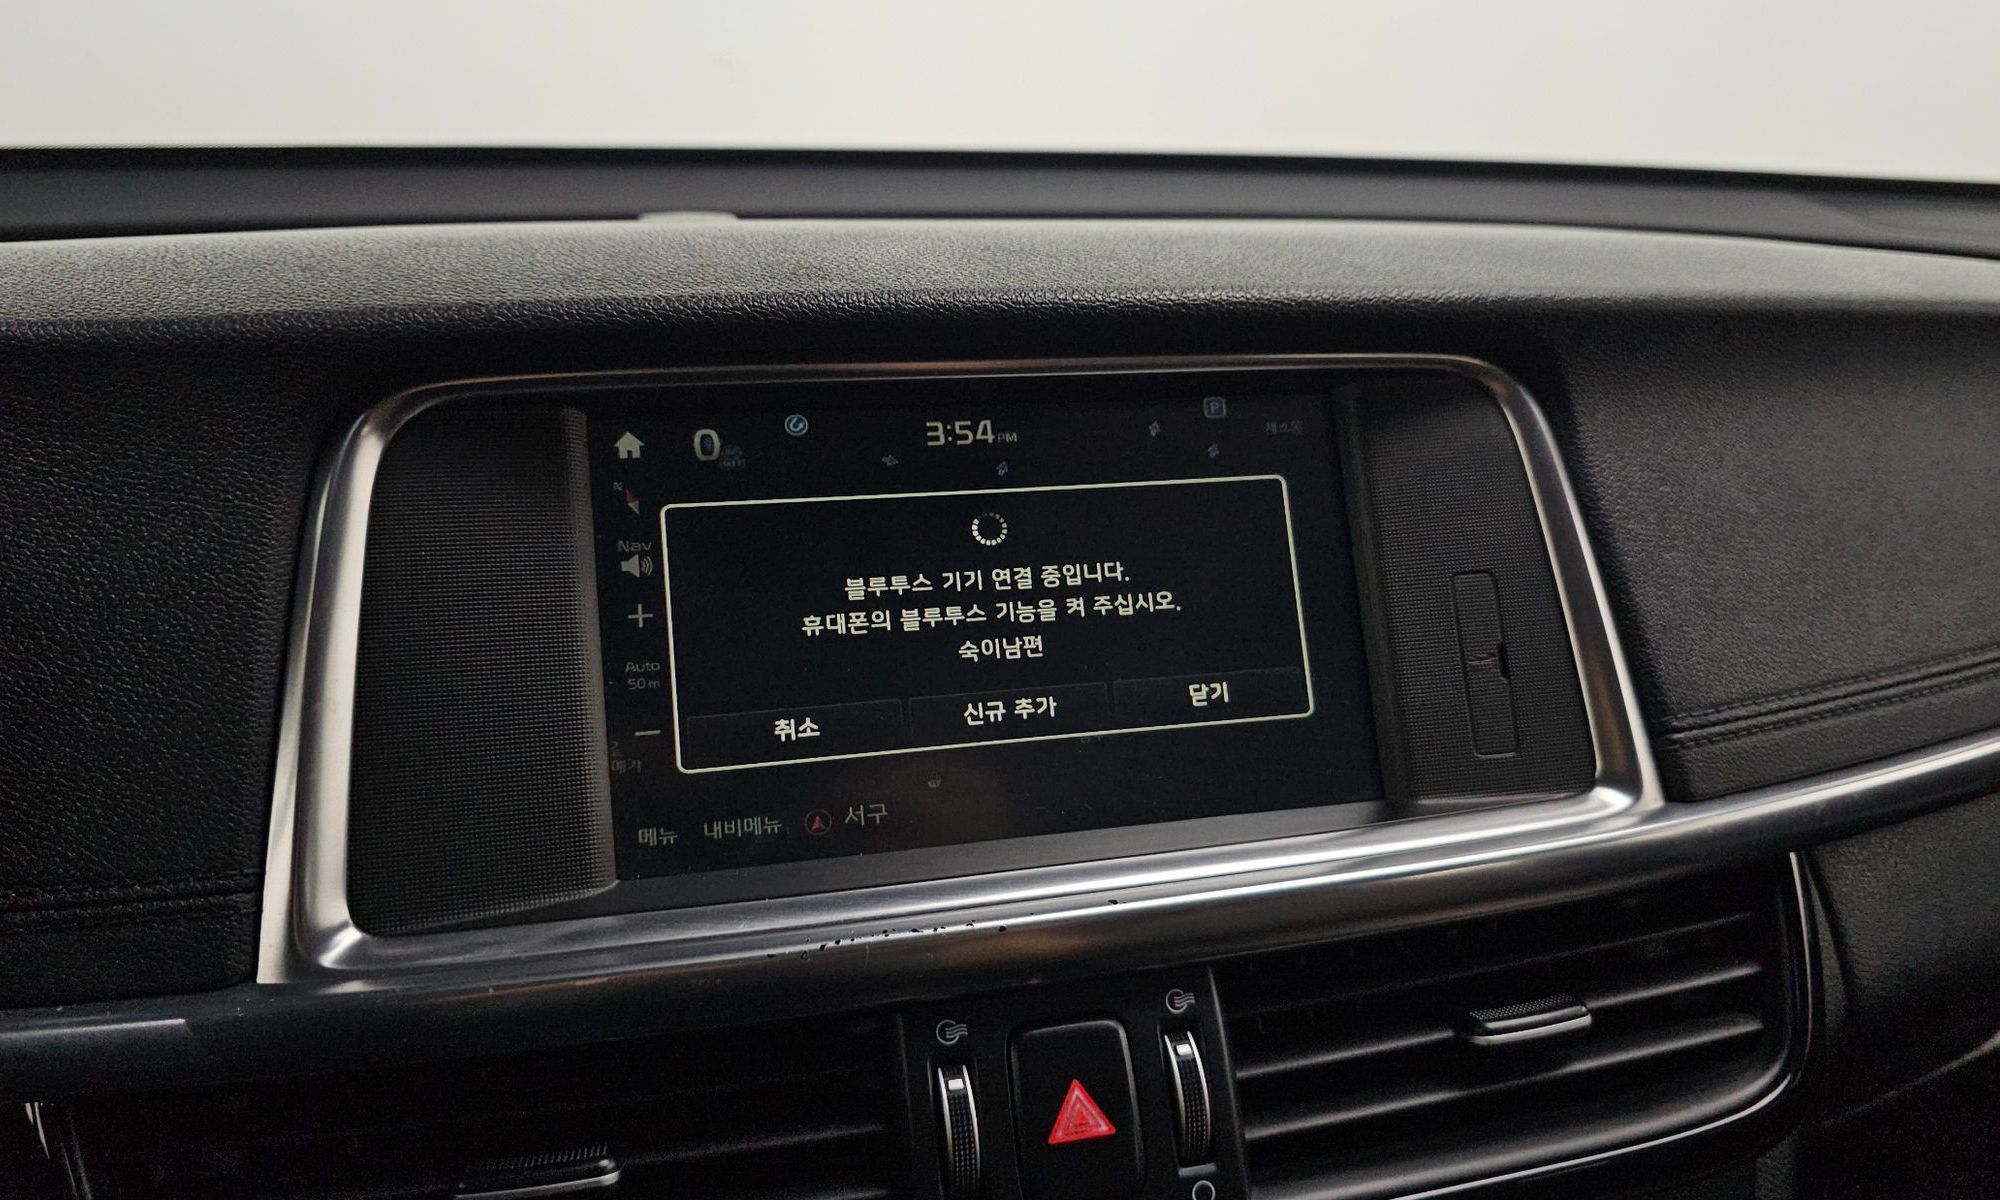 0
3:54 PM
P
N
Nav
블루투스 기기 연결 중입니다.
휴대폰의 블루투스 기능을 켜 주십시오.
숙이남편
Auto
50 m
취소
신규 추가
닫기
메뉴
내비메뉴
서구